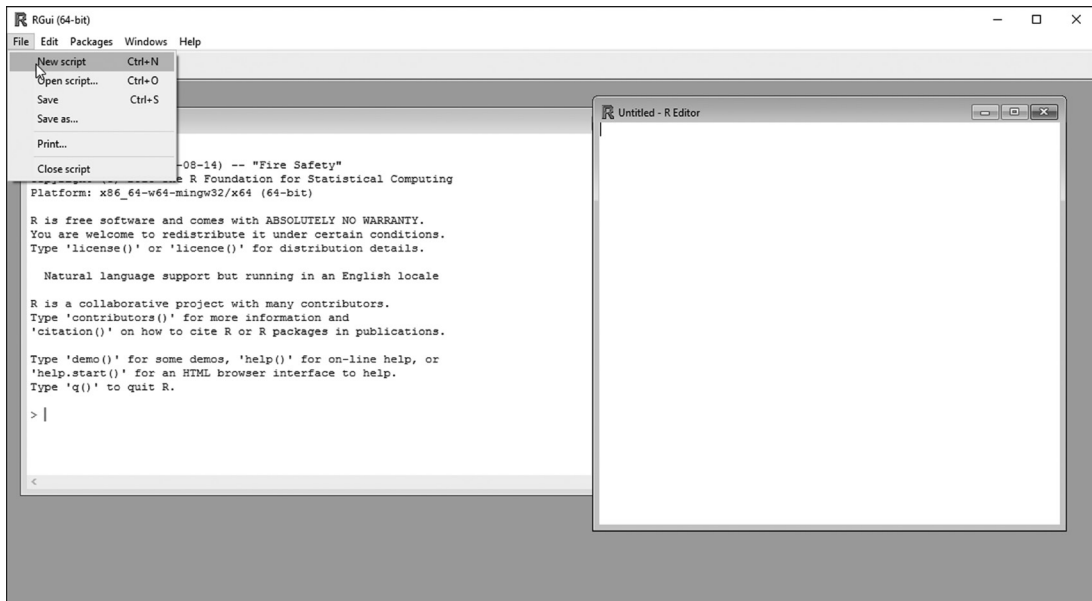 RGui (64-bit)
File Edit Packages Windows Help
New script Ctrl+N
Open script... Ctrl+O
Save Ctrl+S
Save as...
Print...
Close script
Untitled - R Editor
-08-14) -- "Fire Safety"
R Foundation for Statistical Computing
Platform: x86_64-w64-mingw32/x64 (64-bit)
R is free software and comes with ABSOLUTELY NO WARRANTY.
You are welcome to redistribute it under certain conditions.
Type 'license()' or 'licence()' for distribution details.
Natural language support but running in an English locale
R is a collaborative project with many contributors.
Type 'contributors()' for more information and
'citation()' on how to cite R or R packages in publications.
Type 'demo()' for some demos, 'help()' for on-line help, or
'help.start()' for an HTML browser interface to help.
Type 'q()' to quit R.
>